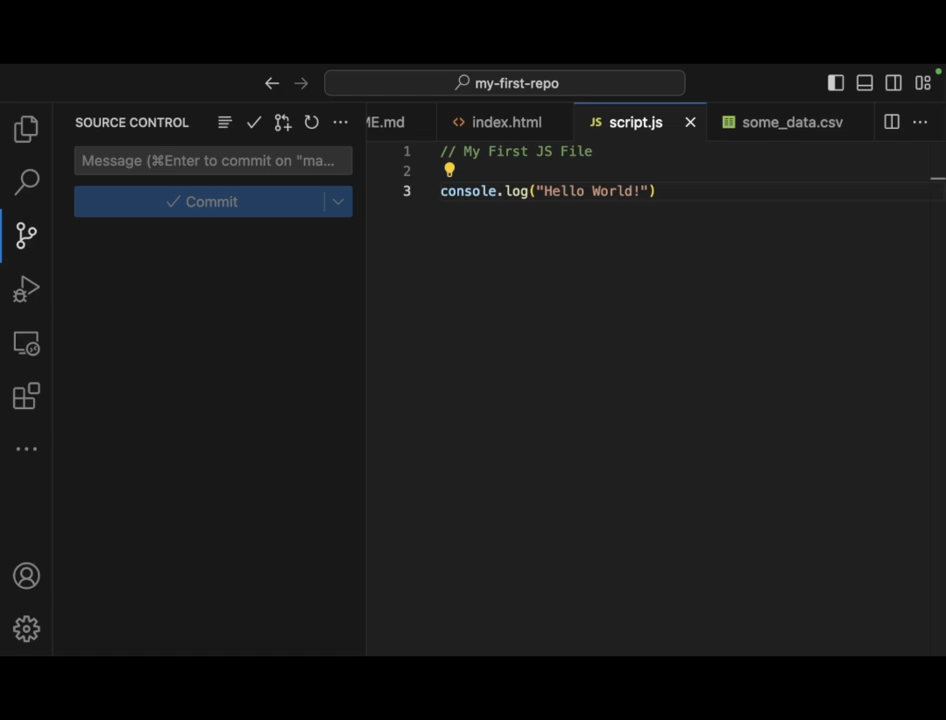 my-first-repo
SOURCE CONTROL
ME.md
index.html
JS script.js
some_data.csv
Message (⌘Enter to commit on "ma...
Commit
1 // My First JS File
2
3 console.log("Hello World!")